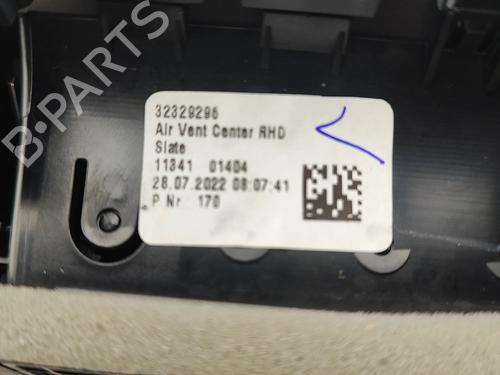 B-PARTS
32329296
Air Vent Center RHD
Slate
11341 01404
28.07.2022 08:07:41
P.Nr 170